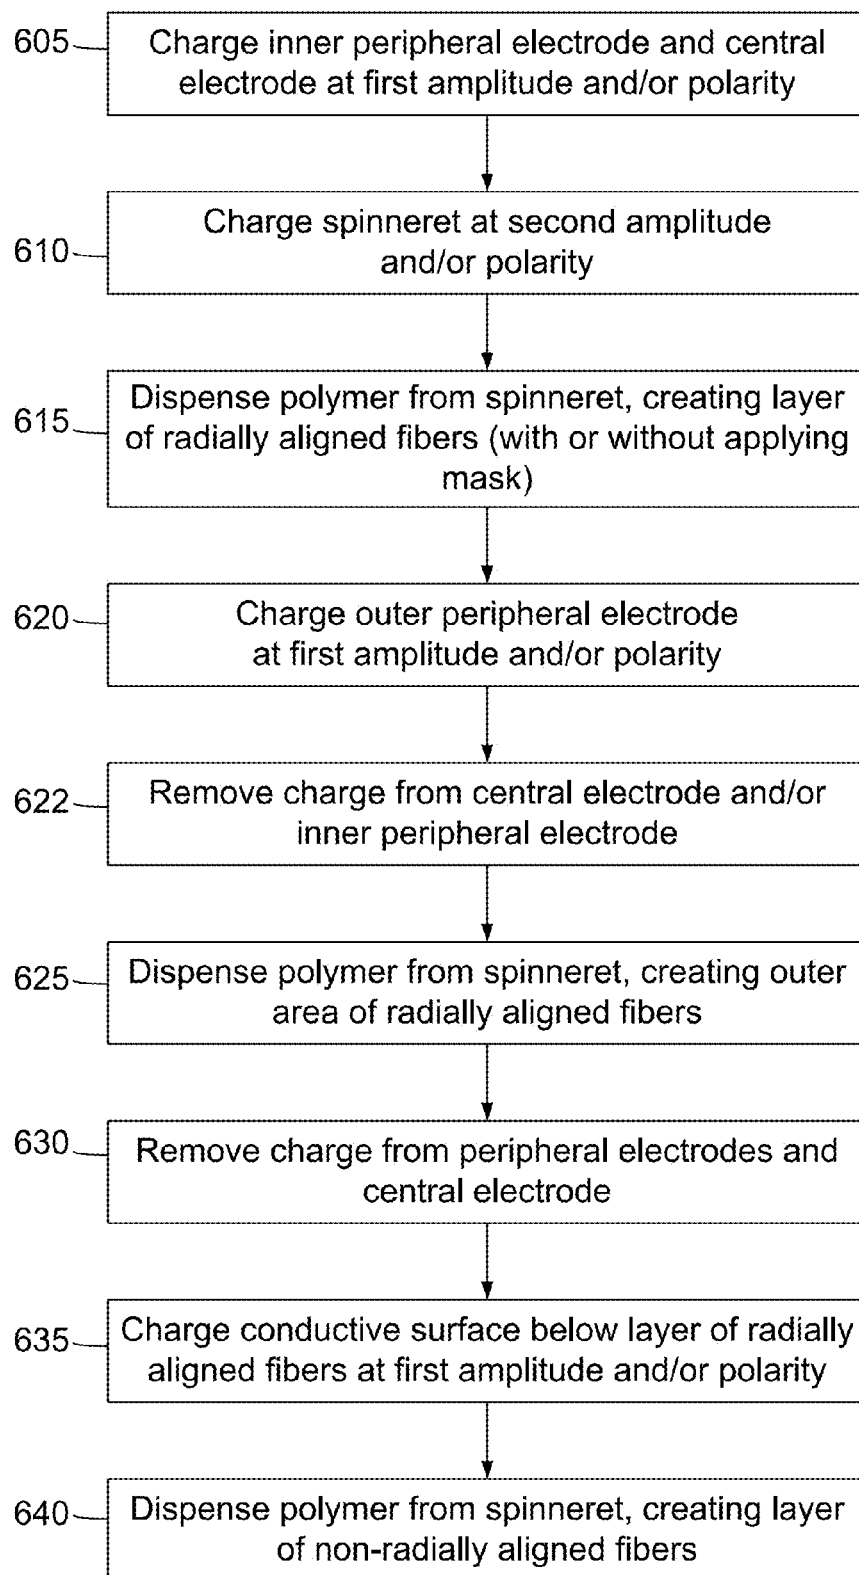 605
Charge inner peripheral electrode and central
electrode at first amplitude and/or polarity
610
Charge spinneret at second amplitude
and/or polarity
615
Dispense polymer from spinneret, creating layer
of radially aligned fibers (with or without applying
mask)
620
Charge outer peripheral electrode
at first amplitude and/or polarity
622
Remove charge from central electrode and/or
inner peripheral electrode
625
Dispense polymer from spinneret, creating outer
area of radially aligned fibers
630
Remove charge from peripheral electrodes and
central electrode
635
Charge conductive surface below layer of radially
aligned fibers at first amplitude and/or polarity
640
Dispense polymer from spinneret, creating layer
of non-radially aligned fibers